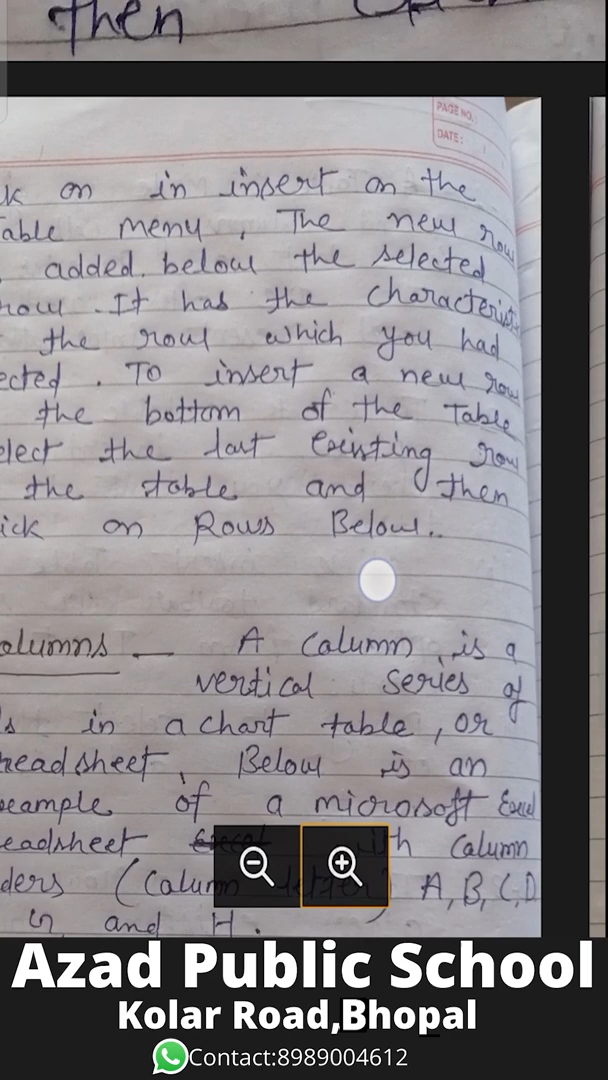 then
PAGE NO.:
DATE:
k on in insert on the
able menu. The new row
added. below the selected
row. It has the characterist
the row which you had
ected. To insert a new row
the bottom of the Table
elect the last existing row
the stable and then
ick on Rows Below..
olumns — A Column is a
vertical series of
s in a chart table, or
readsheet. Below is an
xample of a microsoft Excel
eadsheet with Column
ders (Column letter) A, B, C, D
G and H.
Azad Public School
Kolar Road,Bhopal
Contact:8989004612